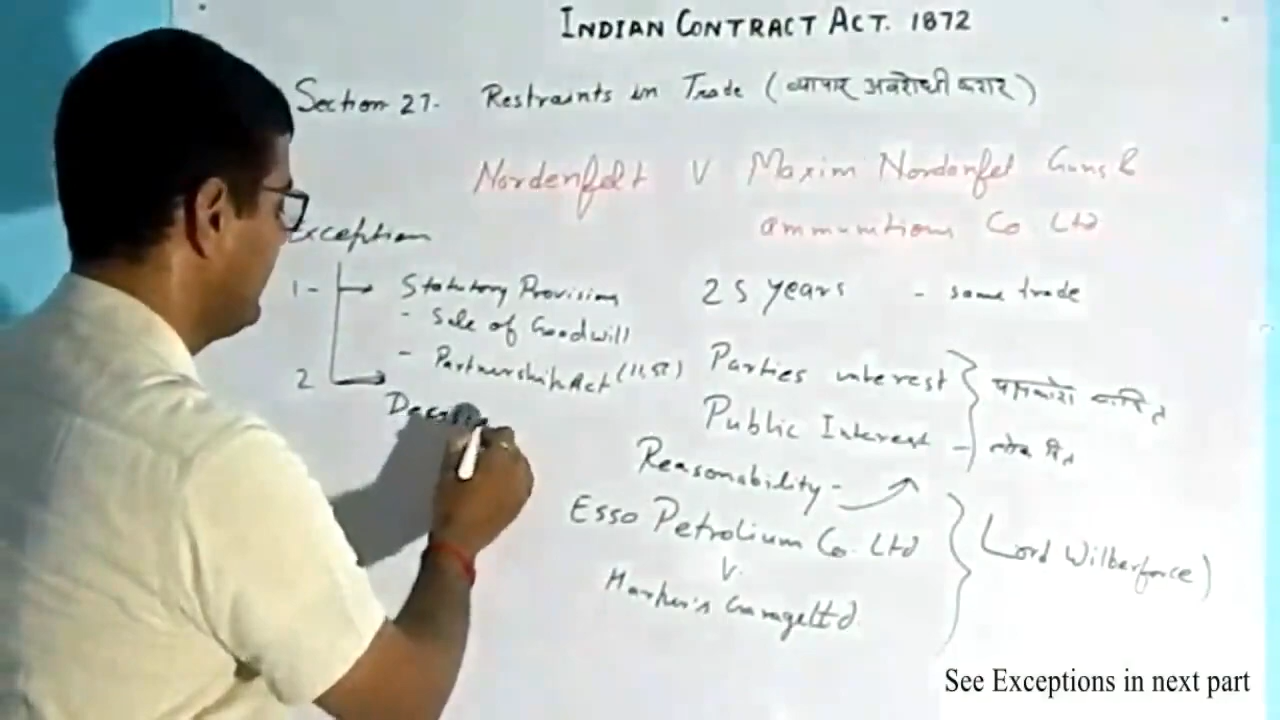 INDIAN CONTRACT ACT. 1872
Section 27. Restraints in Trade (व्यापार अवरोधी करार)
Nordenfelt V Maxim Nordenfel Guns &
ammunitions Co Ltd
Exception
1 - Statutory Provision
- Sale of Goodwill
- Partnership Act (11,55)
2
25 years - same trade
Parties interest
Public Interest - लोक हित
Reasonability -
Esso Petrolium Co. Ltd
V.
Harper's Garage Ltd.
Lord Wilberforce)
See Exceptions in next part